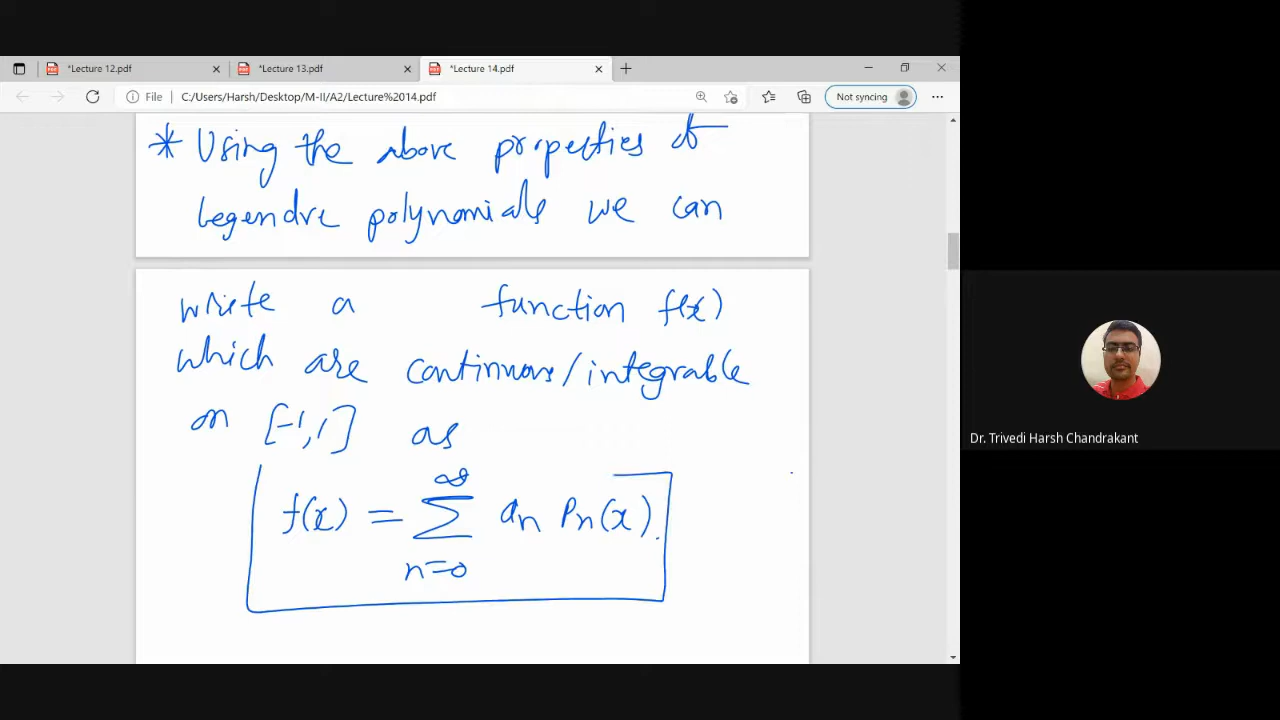 *Lecture 12.pdf
*Lecture 13.pdf
*Lecture 14.pdf
File
C:/Users/Harsh/Desktop/M-II/A2/Lecture%2014.pdf
Not syncing
* Using the above properties of
Legendre polynomials we can
write a function f(x)
which are continuous/integrable
on [-1,1] as
f(x) = ∑_{n=0}^{∞} a_n P_n(x).
Dr. Trivedi Harsh Chandrakant